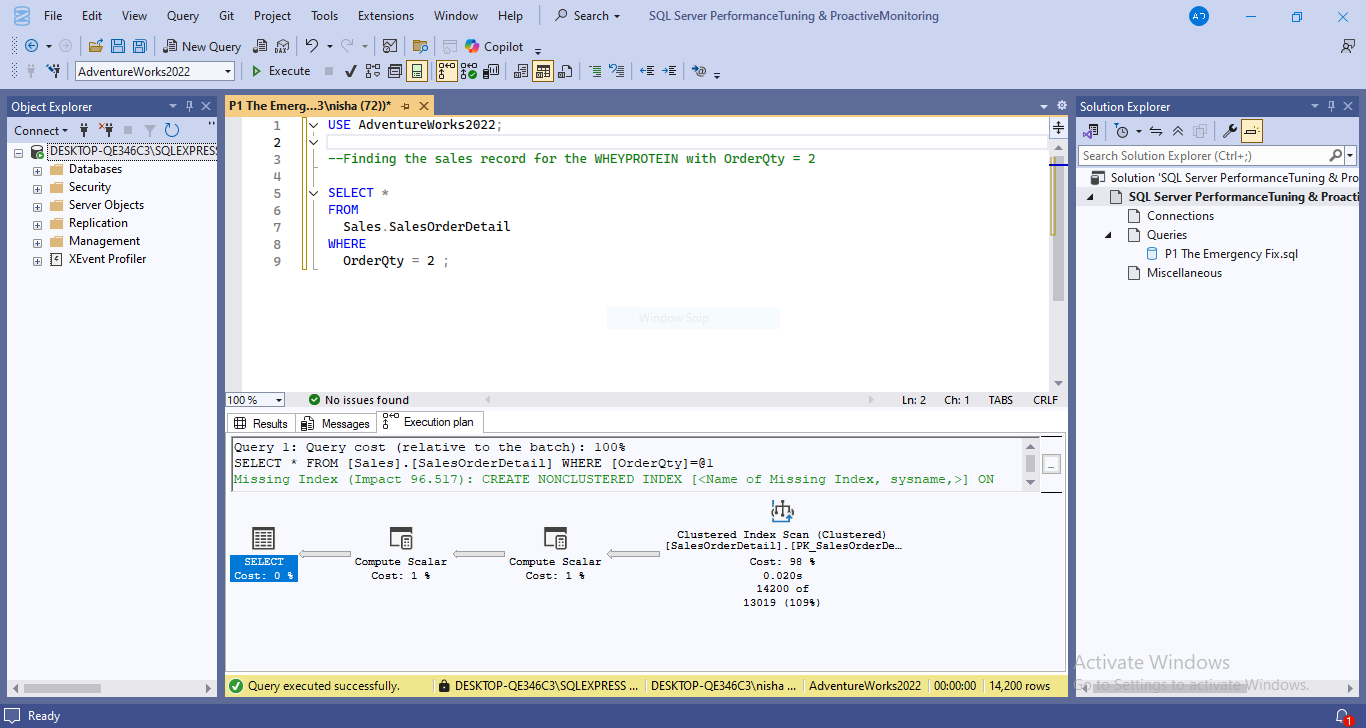 File Edit View Query Git Project Tools Extensions Window Help Search SQL Server PerformanceTuning & ProactiveMonitoring AD
New Query DAX Copilot
AdventureWorks2022 Execute
Object Explorer
Connect
DESKTOP-QE346C3\SQLEXPRES
Databases
Security
Server Objects
Replication
Management
XEvent Profiler
P1 The Emerg...3\nisha (72))*
1 USE AdventureWorks2022;
2
3 --Finding the sales record for the WHEYPROTEIN with OrderQty = 2
4
5 SELECT *
6 FROM
7 Sales.SalesOrderDetail
8 WHERE
9 OrderQty = 2 ;
Window Snip
100 % No issues found Ln: 2 Ch: 1 TABS CRLF
Results Messages Execution plan
Query 1: Query cost (relative to the batch): 100%
SELECT * FROM [Sales].[SalesOrderDetail] WHERE [OrderQty]=@1
Missing Index (Impact 96.517): CREATE NONCLUSTERED INDEX [<Name of Missing Index, sysname,>] ON
...
SELECT
Cost: 0 %
Compute Scalar
Cost: 1 %
Compute Scalar
Cost: 1 %
Clustered Index Scan (Clustered)
[SalesOrderDetail].[PK_SalesOrderDe…
Cost: 98 %
0.020s
14200 of
13019 (109%)
Query executed successfully. DESKTOP-QE346C3\SQLEXPRESS ... DESKTOP-QE346C3\nisha ... AdventureWorks2022 00:00:00 14,200 rows
Solution Explorer
Search Solution Explorer (Ctrl+;)
Solution 'SQL Server PerformanceTuning & Pro
SQL Server PerformanceTuning & Proacti
Connections
Queries
P1 The Emergency Fix.sql
Miscellaneous
Activate Windows
Go to Settings to activate Windows.
Ready 1